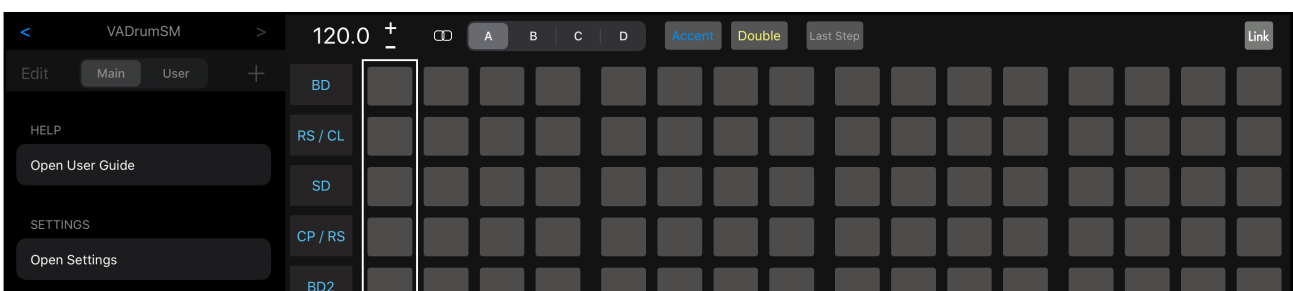 < VADrumSM >
120.0 + -
A B C D Accent Double Last Step Link
Edit Main User +
BD
HELP
RS / CL
Open User Guide
SD
SETTINGS
CP / RS
Open Settings
BD2